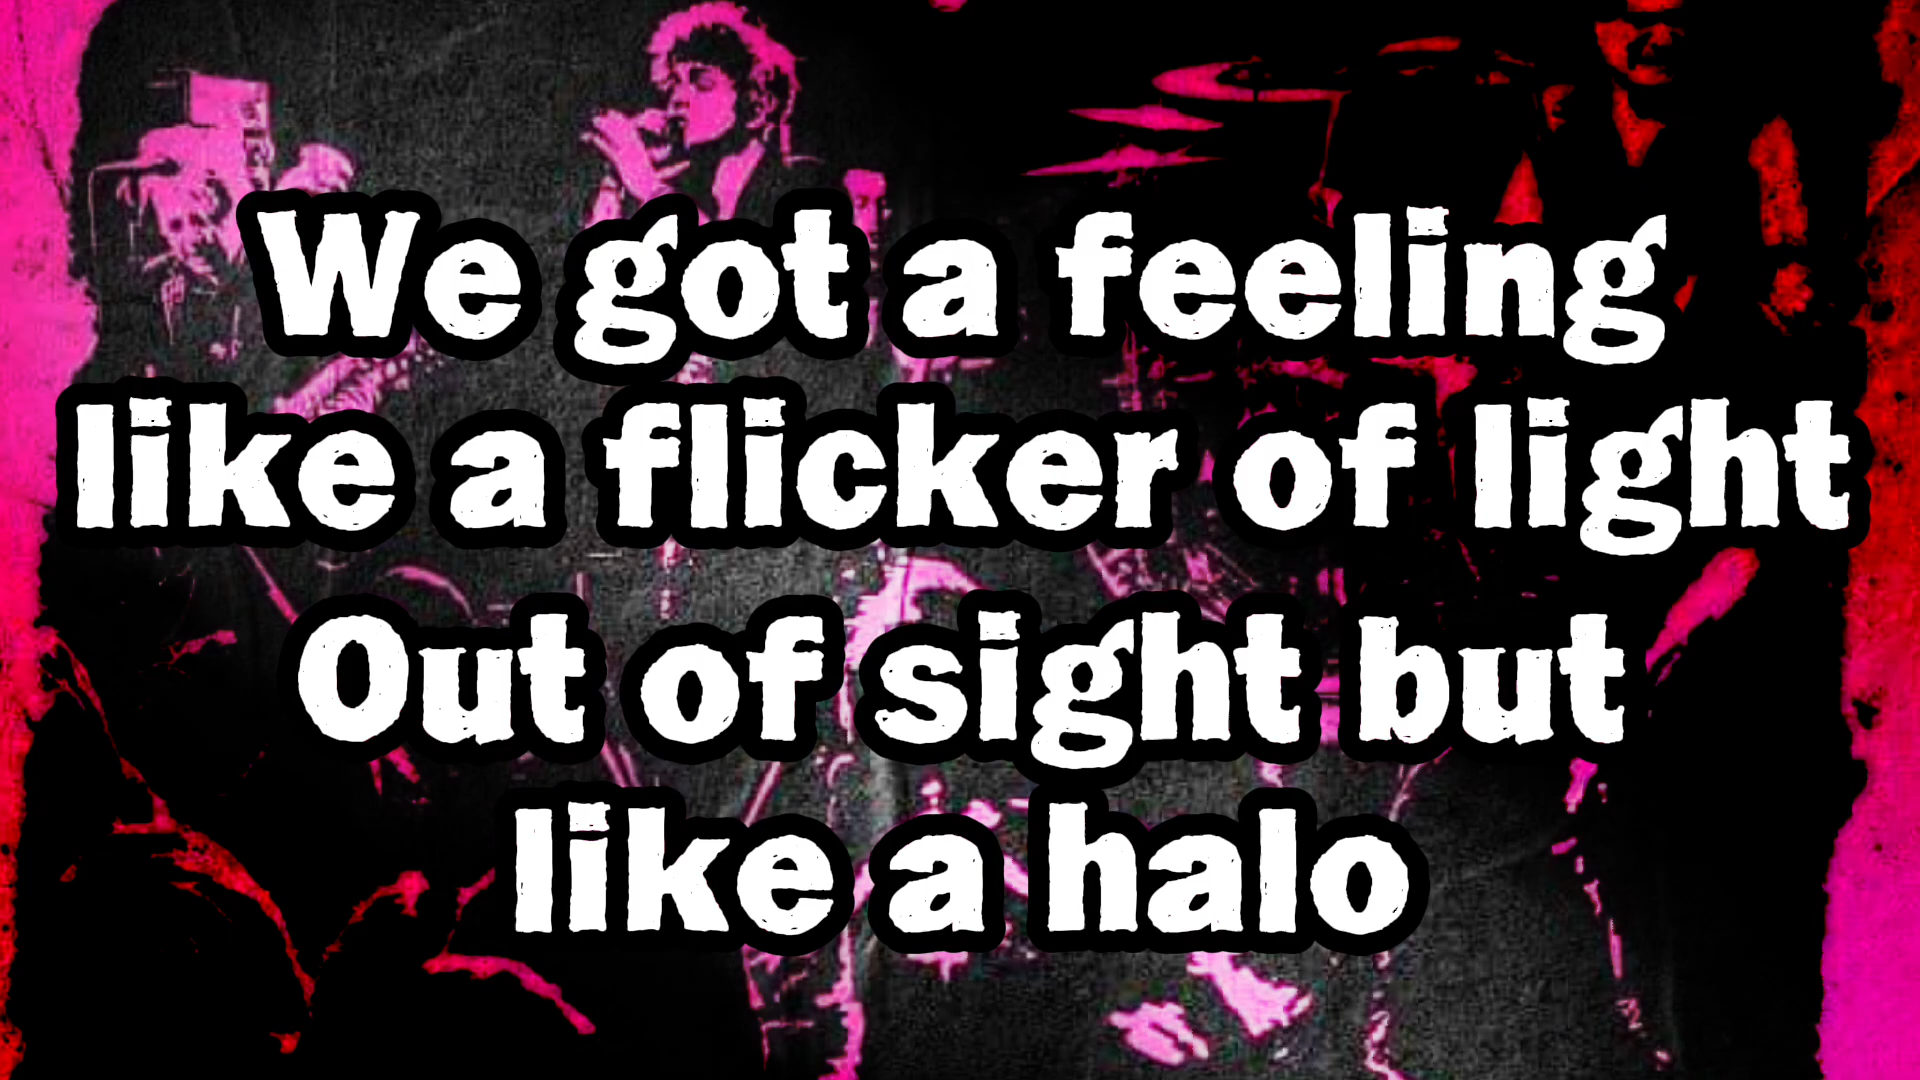 We got a feeling
like a flicker of light
Out of sight but
like a halo